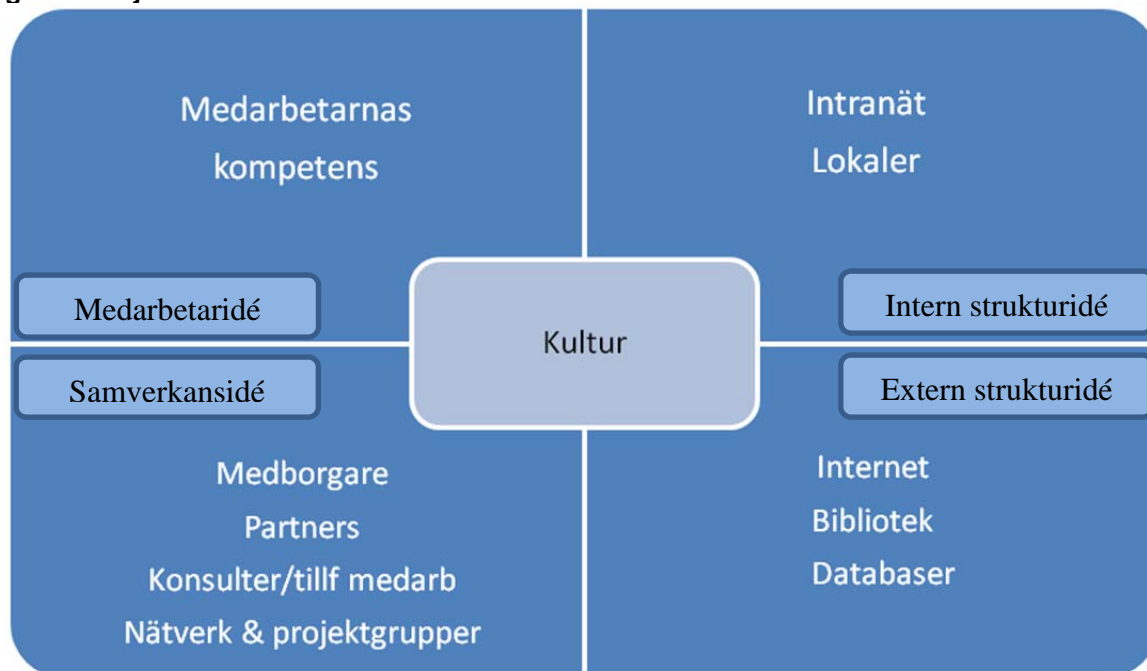 Medarbetarnas
kompetens
Intranät
Lokaler
Medarbetaridé
Intern strukturidé
Kultur
Samverkansidé
Extern strukturidé
Medborgare
Partners
Konsulter/tillf medarb
Nätverk & projektgrupper
Internet
Bibliotek
Databaser